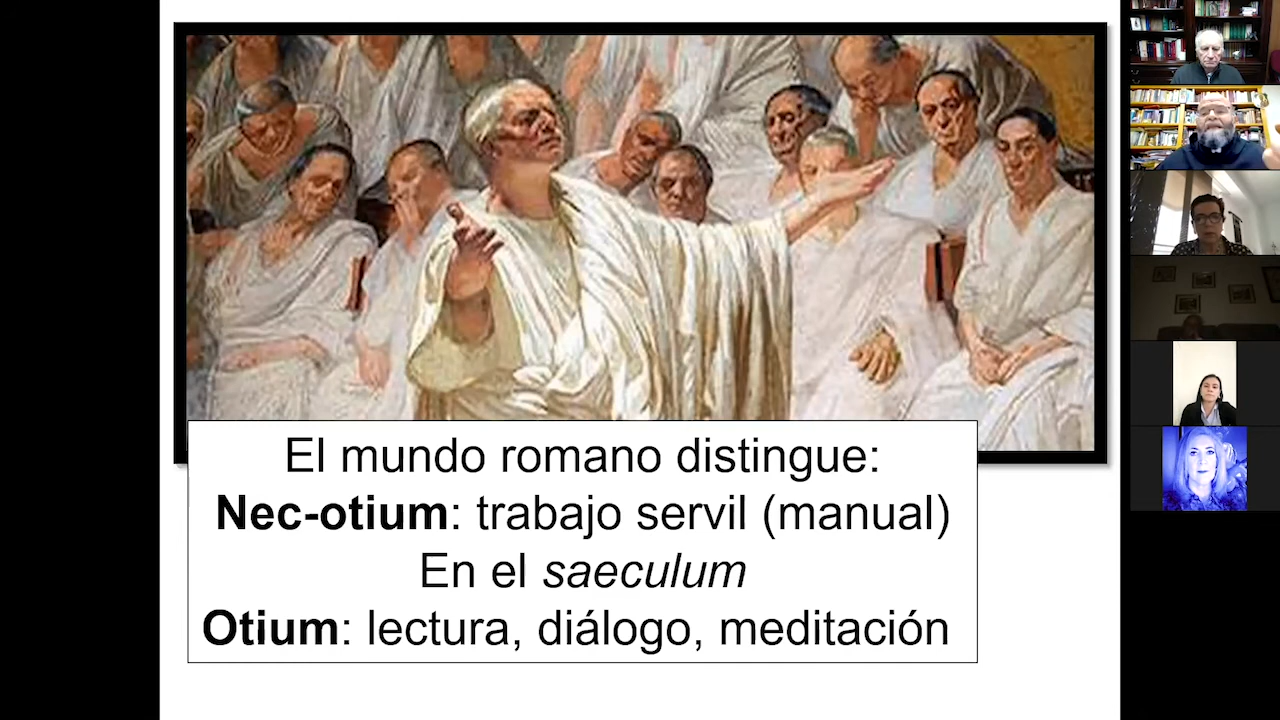 El mundo romano distingue:
Nec-otium: trabajo servil (manual)
En el saeculum
Otium: lectura, diálogo, meditación